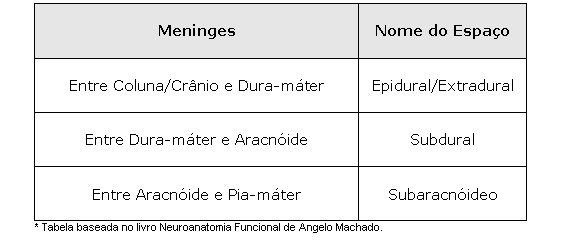 Meninges Nome do Espaço
Entre Coluna/Crânio e Dura-máter Epidural/Extradural
Entre Dura-máter e Aracnóide Subdural
Entre Aracnóide e Pia-máter Subaracnóideo
* Tabela baseada no livro Neuroanatomia Funcional de Angelo Machado.